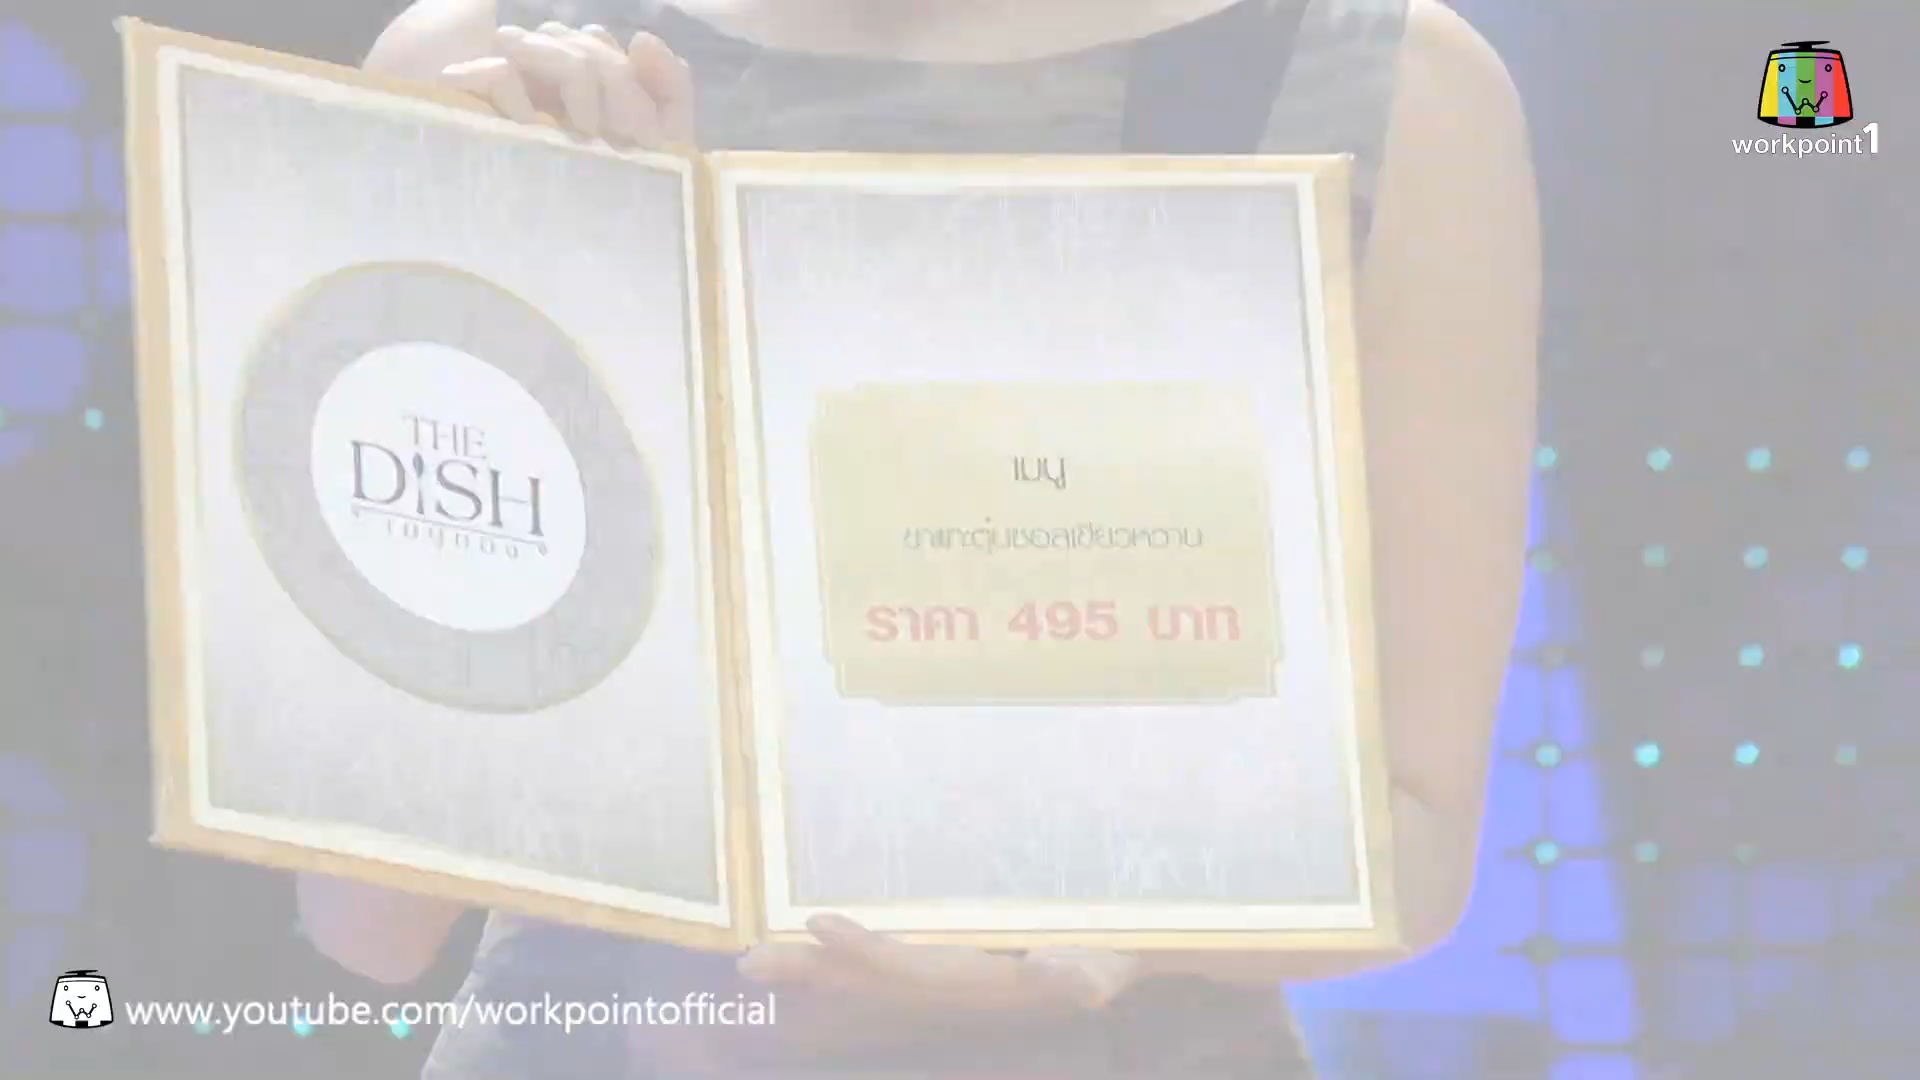 workpoint1
THE
DISH
เมนูทอง
เมนู
ขาแกะตุ๋นซอสเขียวหวาน
ราคา 495 บาท
www.youtube.com/workpointofficial